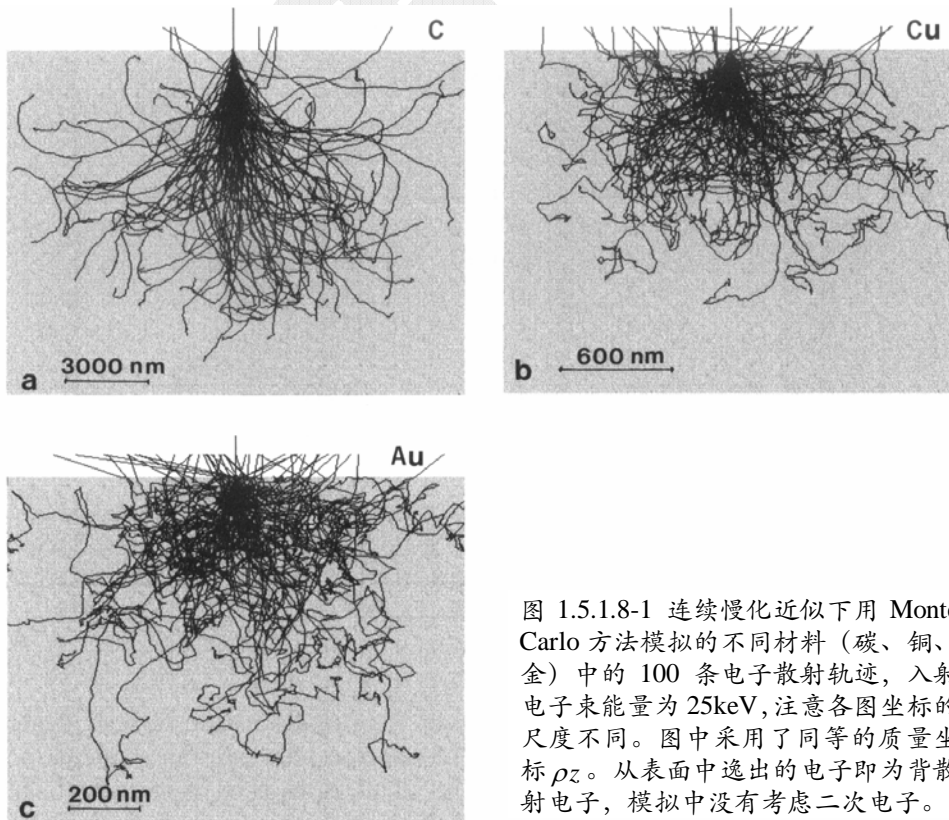 C
Cu
a
3000 nm
b
600 nm
Au
c
200 nm
图 1.5.1.8-1 连续慢化近似下用 Monte
Carlo 方法模拟的不同材料（碳、铜、
金）中的 100 条电子散射轨迹，入射
电子束能量为 25keV，注意各图坐标的
尺度不同。图中采用了同等的质量坐
标 ρz。从表面中逸出的电子即为背散
射电子，模拟中没有考虑二次电子。